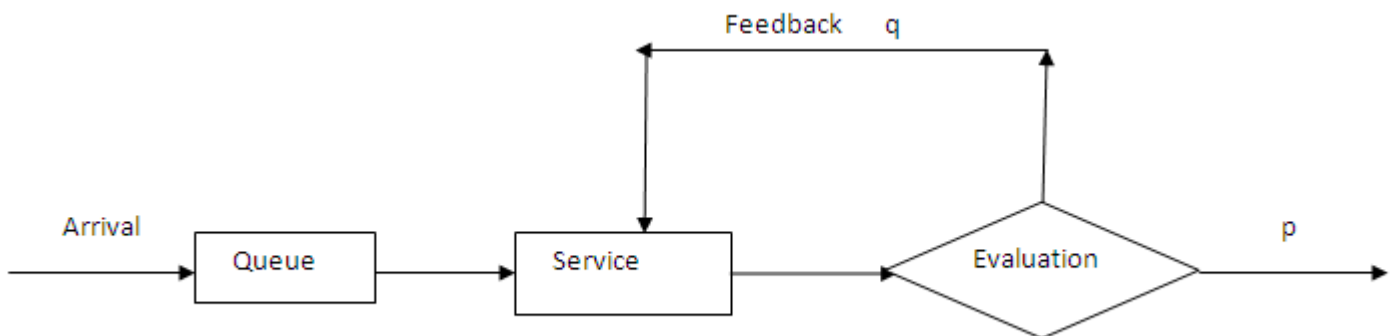 Feedback q
Arrival
Queue
Service
Evaluation
p